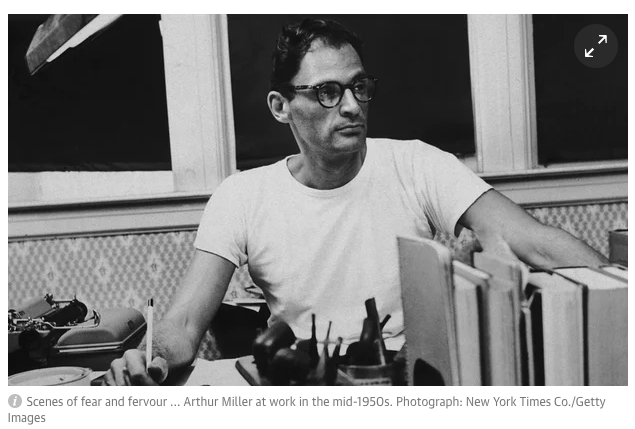 Scenes of fear and fervour ... Arthur Miller at work in the mid-1950s. Photograph: New York Times Co./Getty
Images